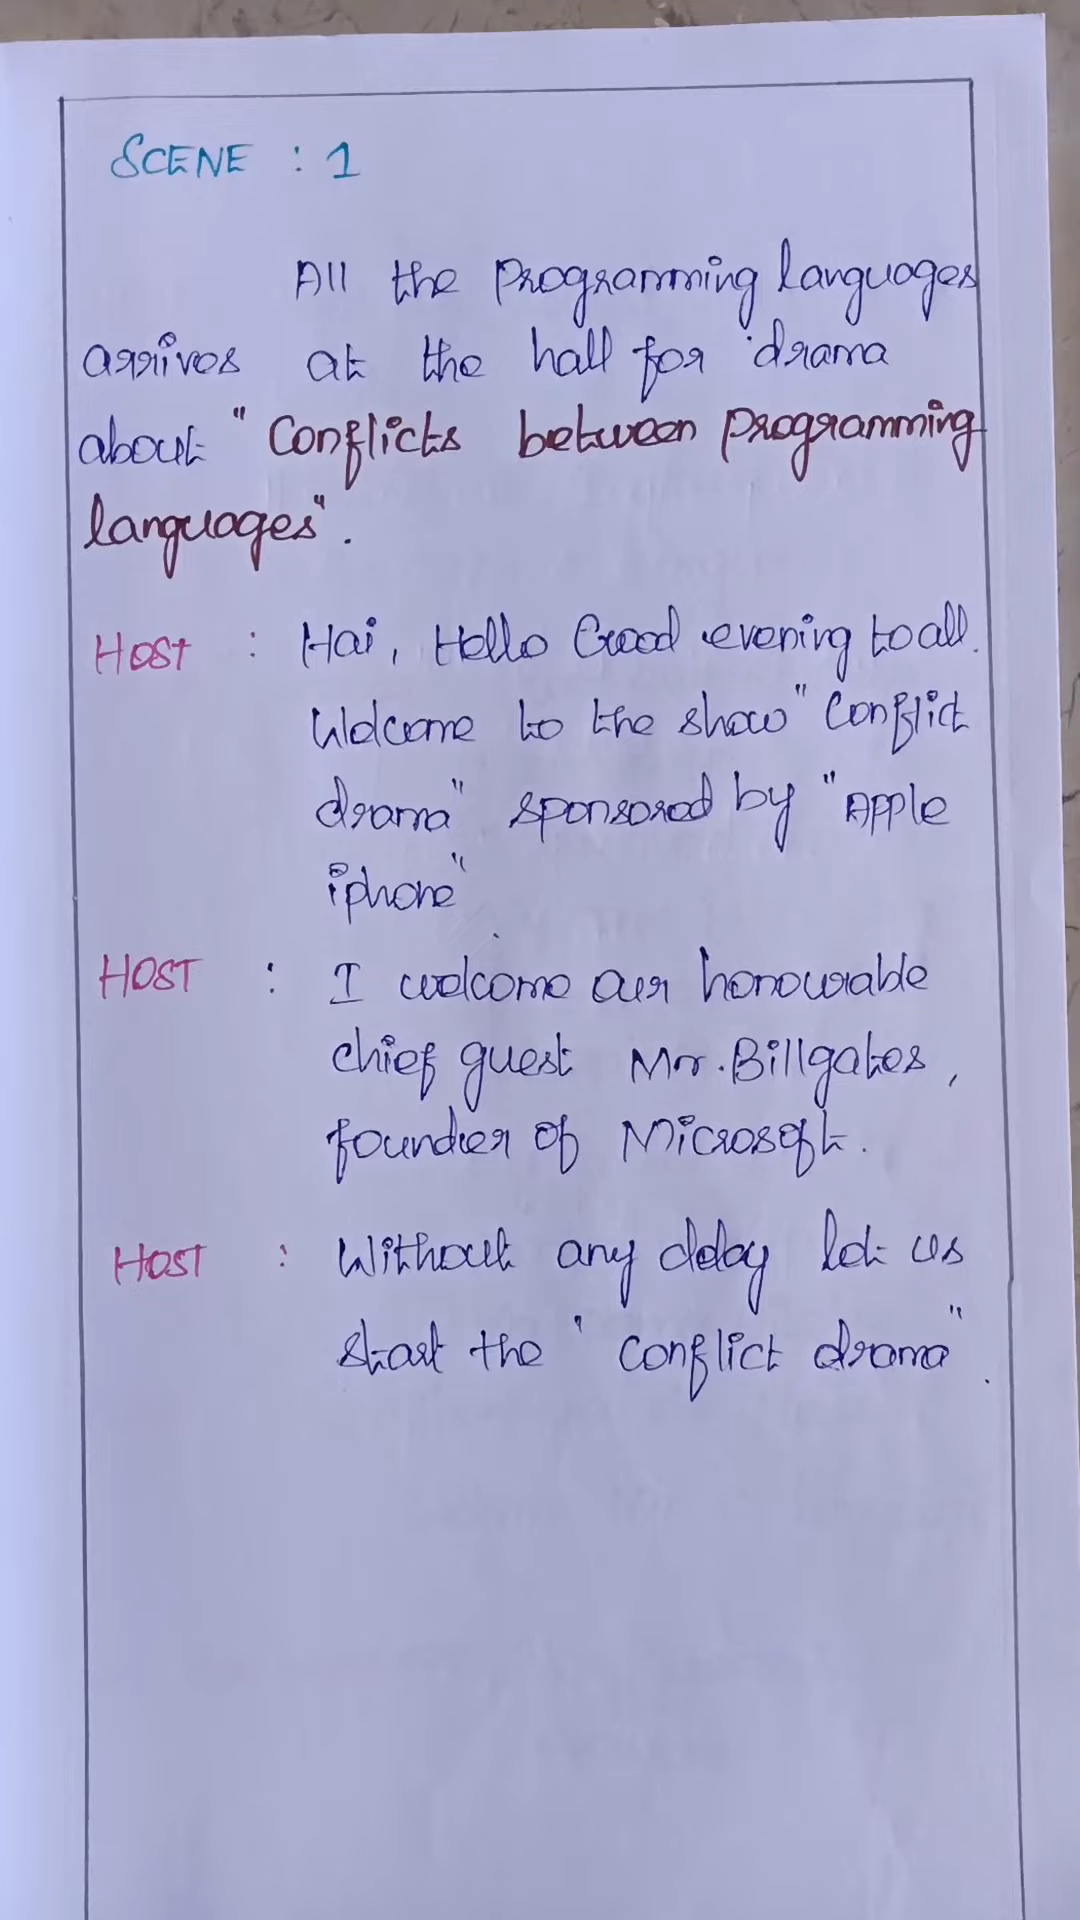 SCENE : 1
All the Programming languages
arrives at the hall for drama
about "Conflicts between Programming
languages".
HOST : Hai, Hello Good evening to all.
Welcome to the show "Conflict
drama" sponsored by "Apple
iphone"
HOST : I welcome our honourable
chief guest Mr. Billgates,
founder of Microsoft.
HOST : Without any delay let us
start the "Conflict drama".